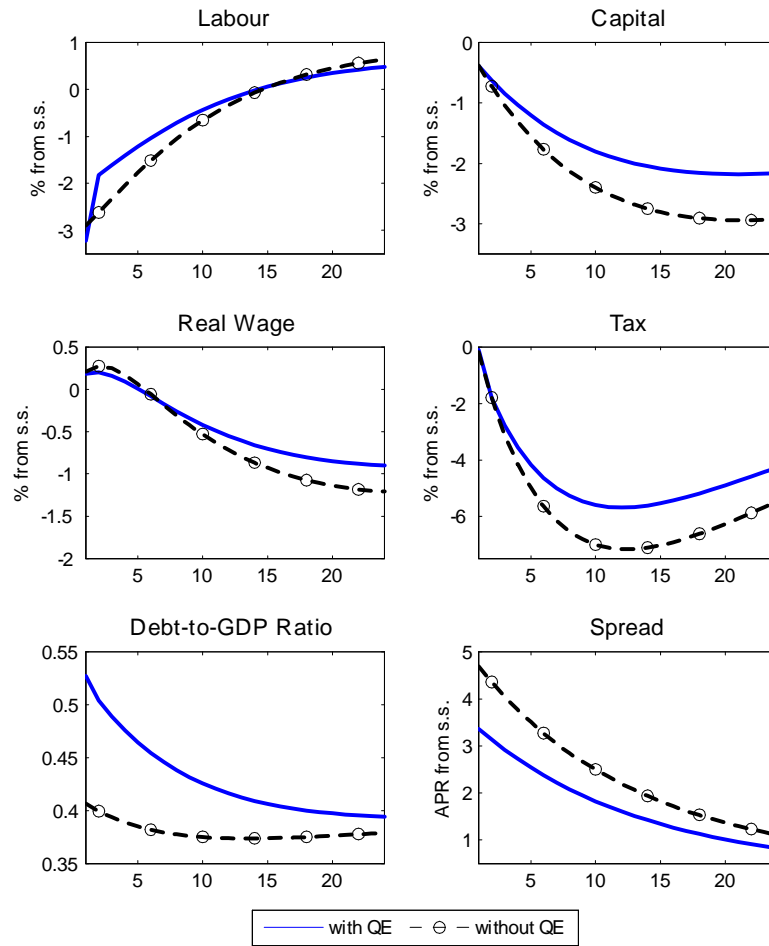 Labour
Capital
1
0
-1
-2
-3
% from s.s.
5 10 15 20
0
-1
-2
-3
% from s.s.
5 10 15 20
Real Wage
Tax
0.5
0
-0.5
-1
-1.5
-2
% from s.s.
5 10 15 20
0
-2
-4
-6
% from s.s.
5 10 15 20
Debt-to-GDP Ratio
Spread
0.55
0.5
0.45
0.4
0.35
5 10 15 20
5
4
3
2
1
APR from s.s.
5 10 15 20
with QE
without QE